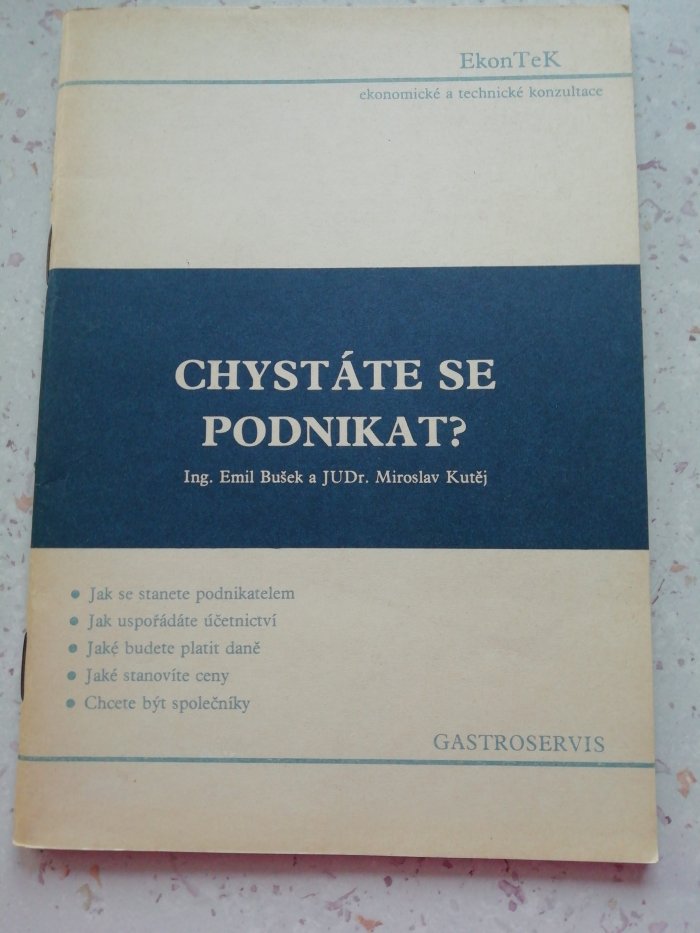 EkonTeK
ekonomické a technické konzultace
CHYSTÁTE SE
PODNIKAT?
Ing. Emil Bušek a JUDr. Miroslav Kutěj
• Jak se stanete podnikatelem
• Jak uspořádáte účetnictví
• Jaké budete platit daně
• Jaké stanovíte ceny
• Chcete být společníky
GASTROSERVIS